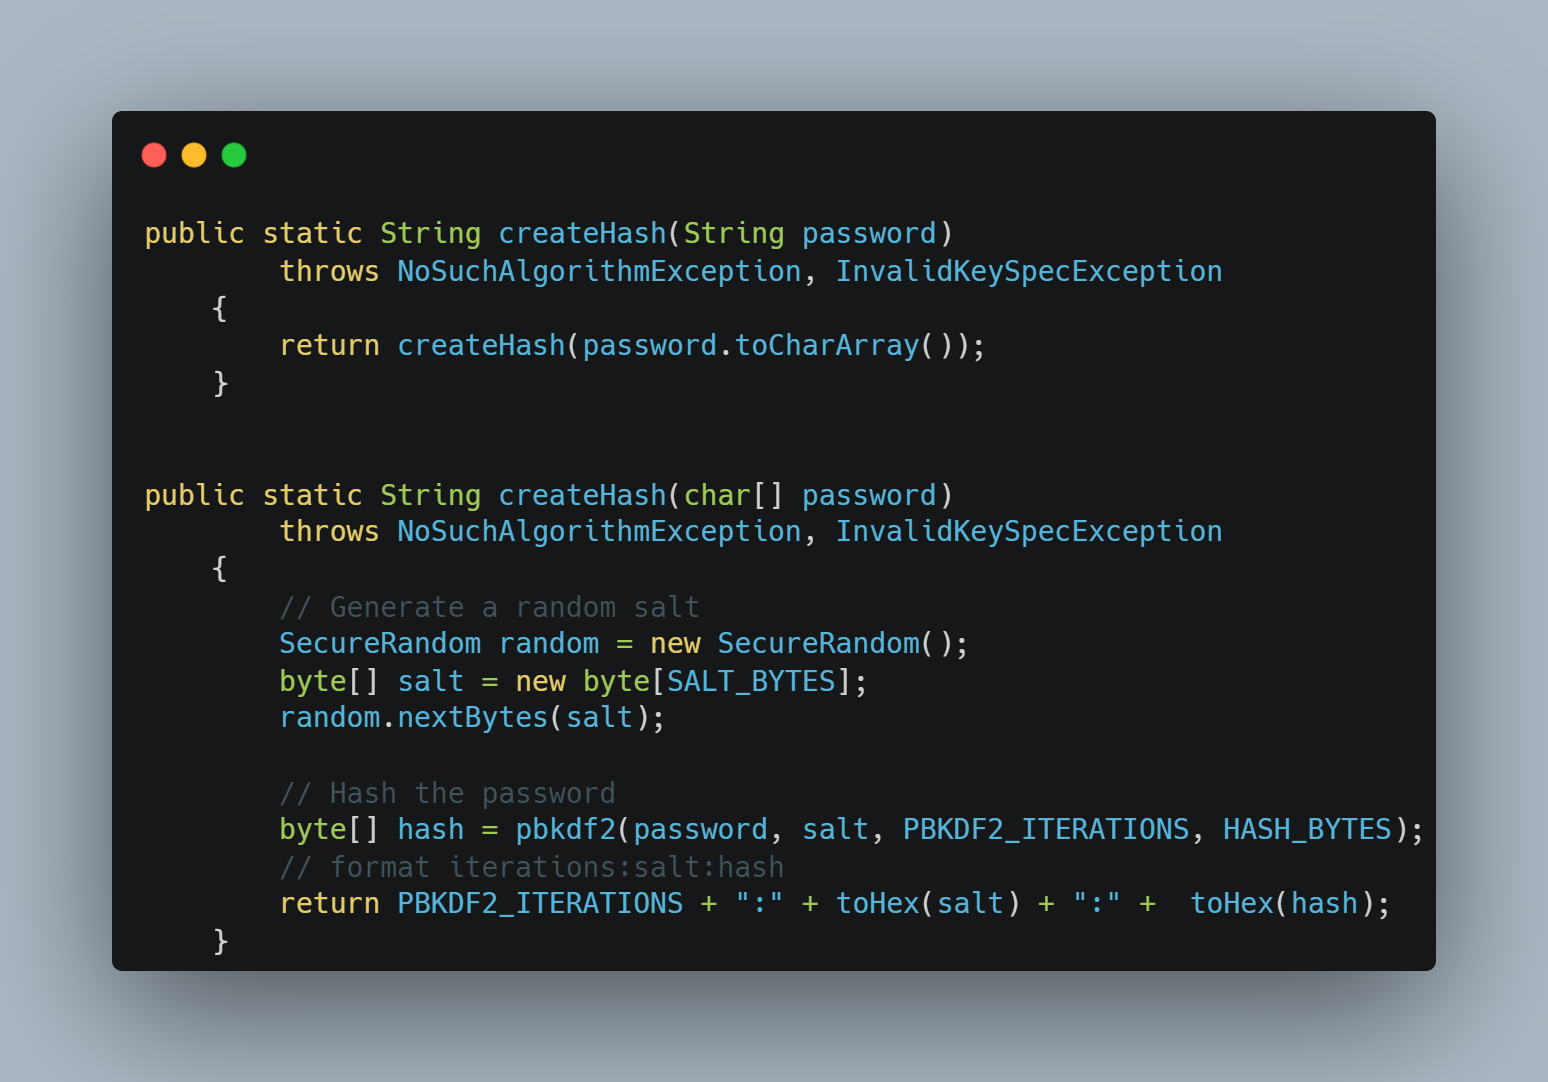 public static String createHash(String password)
        throws NoSuchAlgorithmException, InvalidKeySpecException
    {
        return createHash(password.toCharArray());
    }


public static String createHash(char[] password)
        throws NoSuchAlgorithmException, InvalidKeySpecException
    {
        // Generate a random salt
        SecureRandom random = new SecureRandom();
        byte[] salt = new byte[SALT_BYTES];
        random.nextBytes(salt);

        // Hash the password
        byte[] hash = pbkdf2(password, salt, PBKDF2_ITERATIONS, HASH_BYTES);
        // format iterations:salt:hash
        return PBKDF2_ITERATIONS + ":" + toHex(salt) + ":" +  toHex(hash);
    }